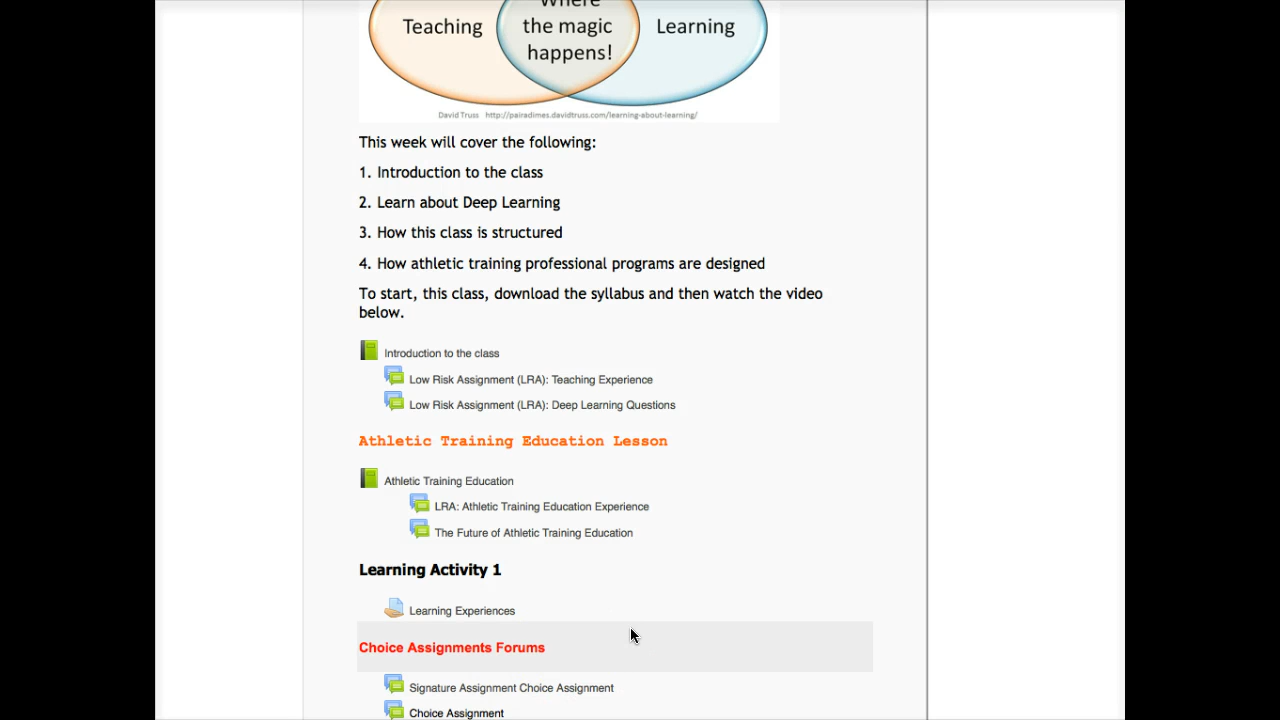 Where
Teaching the magic Learning
happens!
David Truss http://pairadimes.davidtruss.com/learning-about-learning/
This week will cover the following:
1. Introduction to the class
2. Learn about Deep Learning
3. How this class is structured
4. How athletic training professional programs are designed
To start, this class, download the syllabus and then watch the video
below.
Introduction to the class
Low Risk Assignment (LRA): Teaching Experience
Low Risk Assignment (LRA): Deep Learning Questions
Athletic Training Education Lesson
Athletic Training Education
LRA: Athletic Training Education Experience
The Future of Athletic Training Education
Learning Activity 1
Learning Experiences
Choice Assignments Forums
Signature Assignment Choice Assignment
Choice Assignment